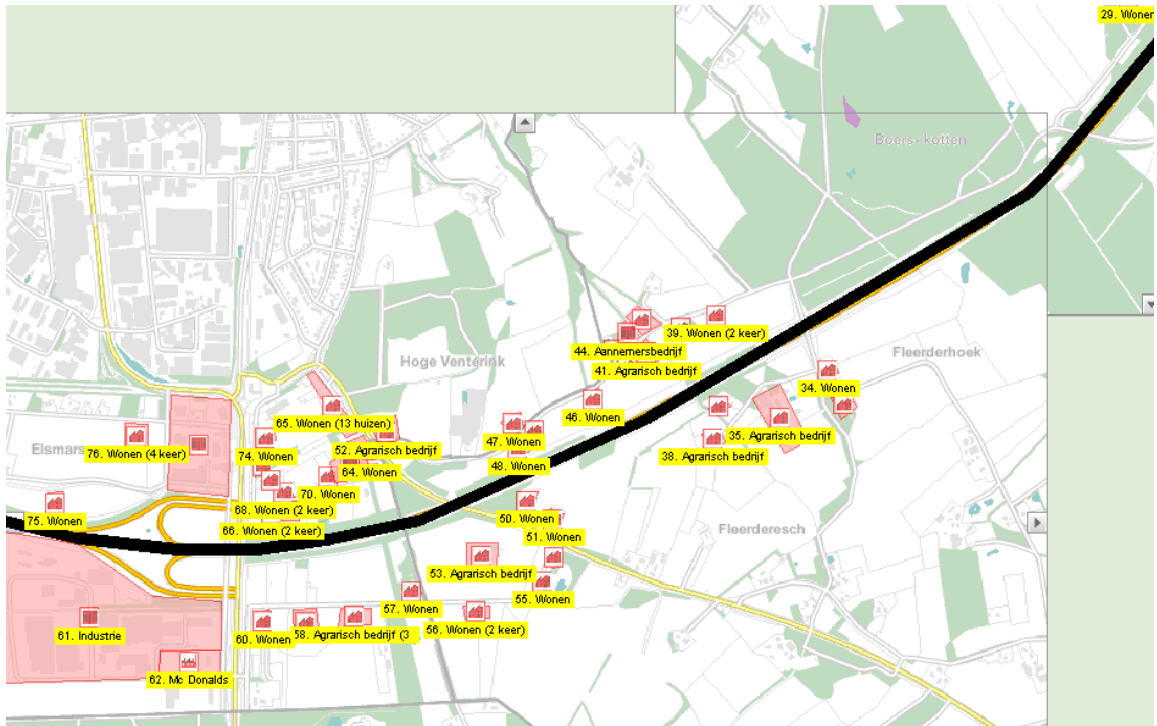 29. Wonen
Boers- kotten
39. Wonen (2 keer)
44. Aannemersbedrijf
Hoge Venterink
Fleerderhoek
41. Agrarisch bedrijf
34. Wonen
46. Wonen
65. Wonen (13 huizen)
47. Wonen
35. Agrarisch bedrijf
Elsmars
76. Wonen (4 keer)
74. Wonen
52. Agrarisch bedrijf
38. Agrarisch bedrijf
48. Wonen
64. Wonen
70. Wonen
75. Wonen
68. Wonen (2 keer)
50. Wonen
66. Wonen (2 keer)
Fleerderesch
51. Wonen
53. Agrarisch bedrijf
57. Wonen
55. Wonen
61. Industrie
60. Wonen
58. Agrarisch bedrijf (3
56. Wonen (2 keer)
62. Mc Donalds